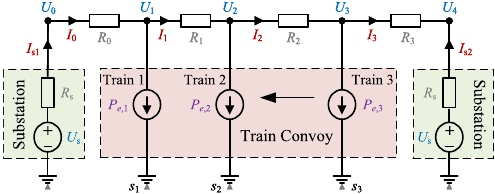 U0 U1 U2 U3 U4
I0 I1 I2 I3
R0 R1 R2 R3
Is1 Is2
Train 1 Train 2 Train 3
Substation Rs Us
Pe,1 Pe,2 Pe,3
Rs Us Substation
Train Convoy
s1 s2 s3